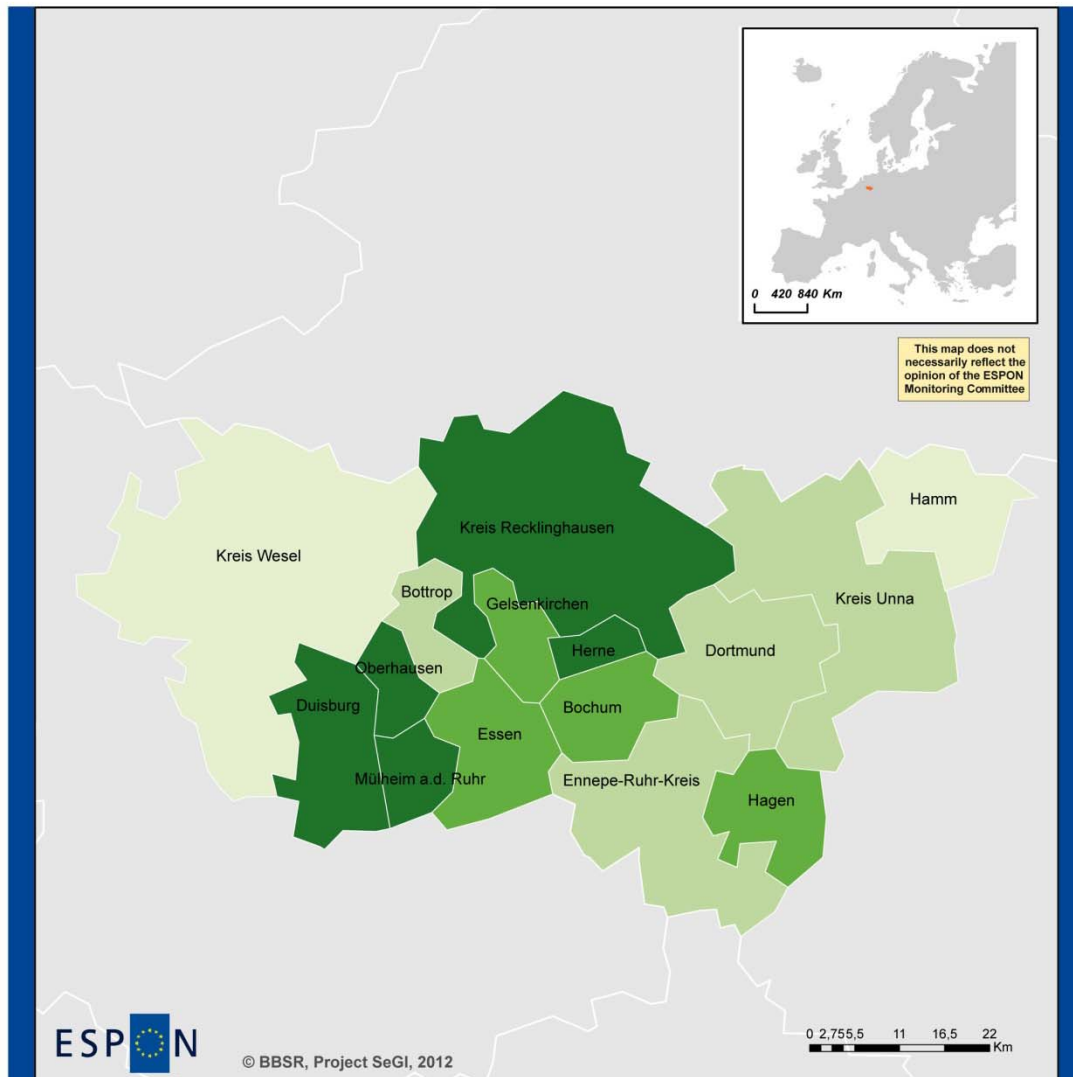 0 420 840 Km
This map does not
necessarily reflect the
opinion of the ESPON
Monitoring Committee
Hamm
Kreis Recklinghausen
Kreis Wesel
Bottrop
Gelsenkirchen
Kreis Unna
Herne
Dortmund
Oberhausen
Duisburg
Bochum
Essen
Mülheim a.d. Ruhr
Ennepe-Ruhr-Kreis
Hagen
ESPON
© BBSR, Project SeGI, 2012
0 2,755,5 11 16,5 22
Km